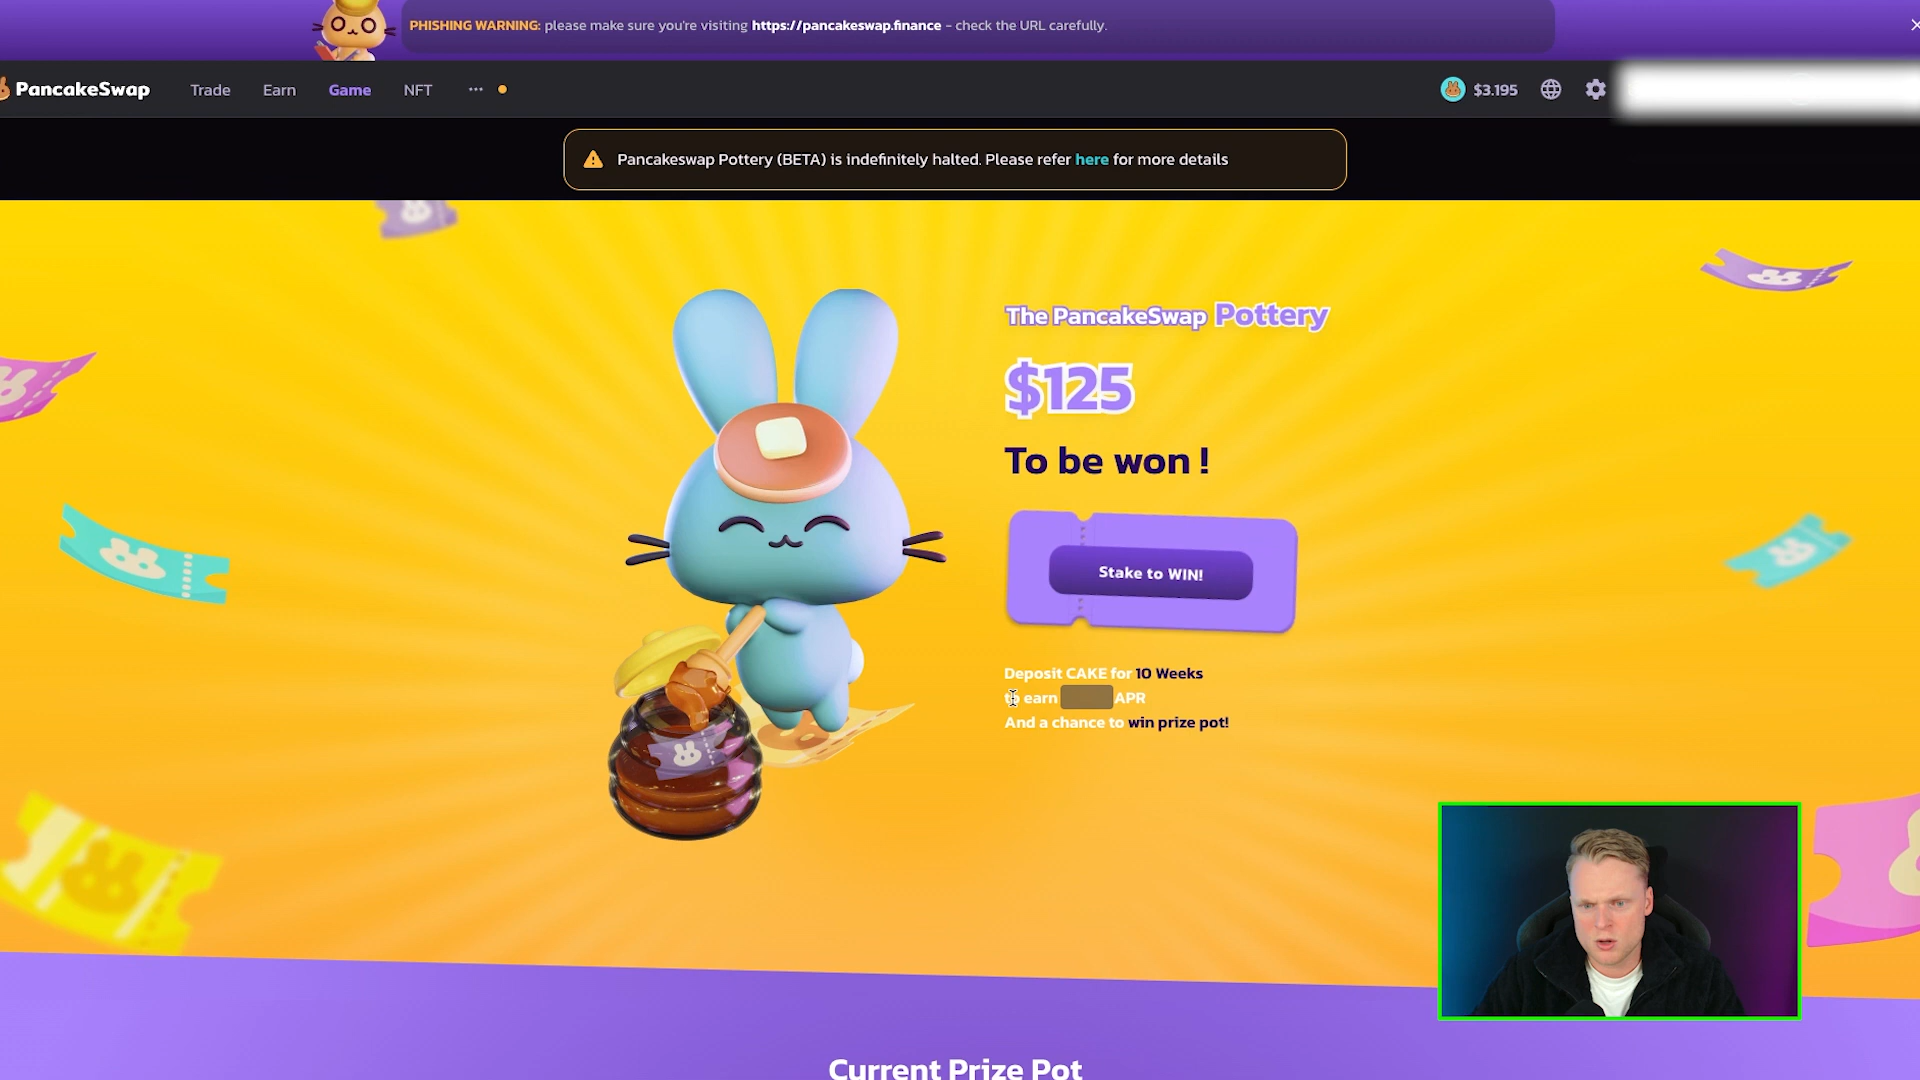 PHISHING WARNING: please make sure you're visiting https://pancakeswap.finance - check the URL carefully.
PancakeSwap Trade Earn Game NFT $3.195
Pancakeswap Pottery (BETA) is indefinitely halted. Please refer here for more details
The PancakeSwap Pottery
$125
To be won !
Stake to WIN!
Deposit CAKE for 10 Weeks
to earn APR
And a chance to win prize pot!
Current Prize Pot